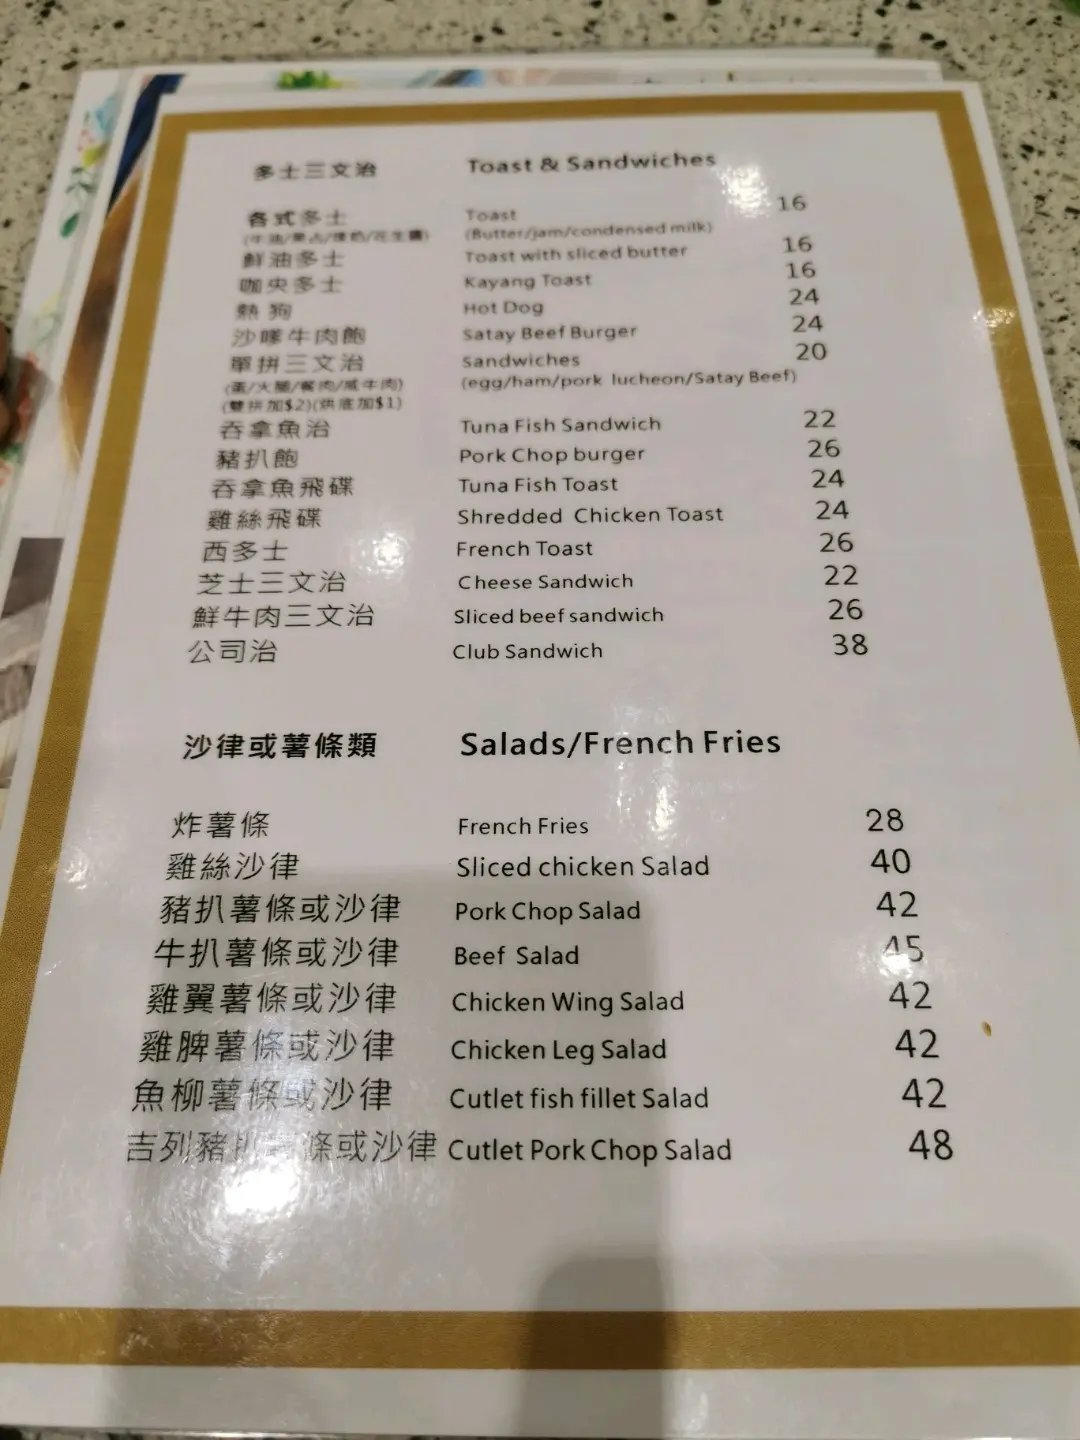 多士三文治 Toast & Sandwiches
各式多士 Toast 16
(牛油/果占/煉奶/花生醬) (Butter/jam/condensed milk)
鮮油多士 Toast with sliced butter 16
咖央多士 Kayang Toast 16
熱狗 Hot Dog 24
沙嗲牛肉飽 Satay Beef Burger 24
單拼三文治 Sandwiches 20
(蛋/火腿/餐肉/咸牛肉) (egg/ham/pork lucheon/Satay Beef)
(雙拼加$2)(烘底加$1)
吞拿魚治 Tuna Fish Sandwich 22
豬扒飽 Pork Chop burger 26
吞拿魚飛碟 Tuna Fish Toast 24
雞絲飛碟 Shredded Chicken Toast 24
西多士 French Toast 26
芝士三文治 Cheese Sandwich 22
鮮牛肉三文治 Sliced beef sandwich 26
公司治 Club Sandwich 38
沙律或薯條類 Salads/French Fries
炸薯條 French Fries 28
雞絲沙律 Sliced chicken Salad 40
豬扒薯條或沙律 Pork Chop Salad 42
牛扒薯條或沙律 Beef Salad 45
雞翼薯條或沙律 Chicken Wing Salad 42
雞脾薯條或沙律 Chicken Leg Salad 42
魚柳薯條或沙律 Cutlet fish fillet Salad 42
吉列豬扒薯條或沙律 Cutlet Pork Chop Salad 48